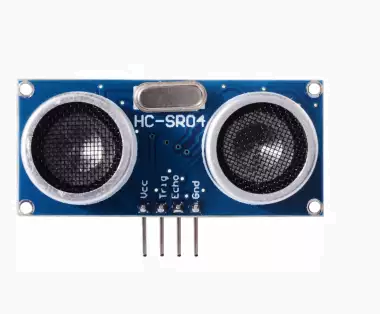 HC-SR04
Vcc
Trig
Echo
Gnd